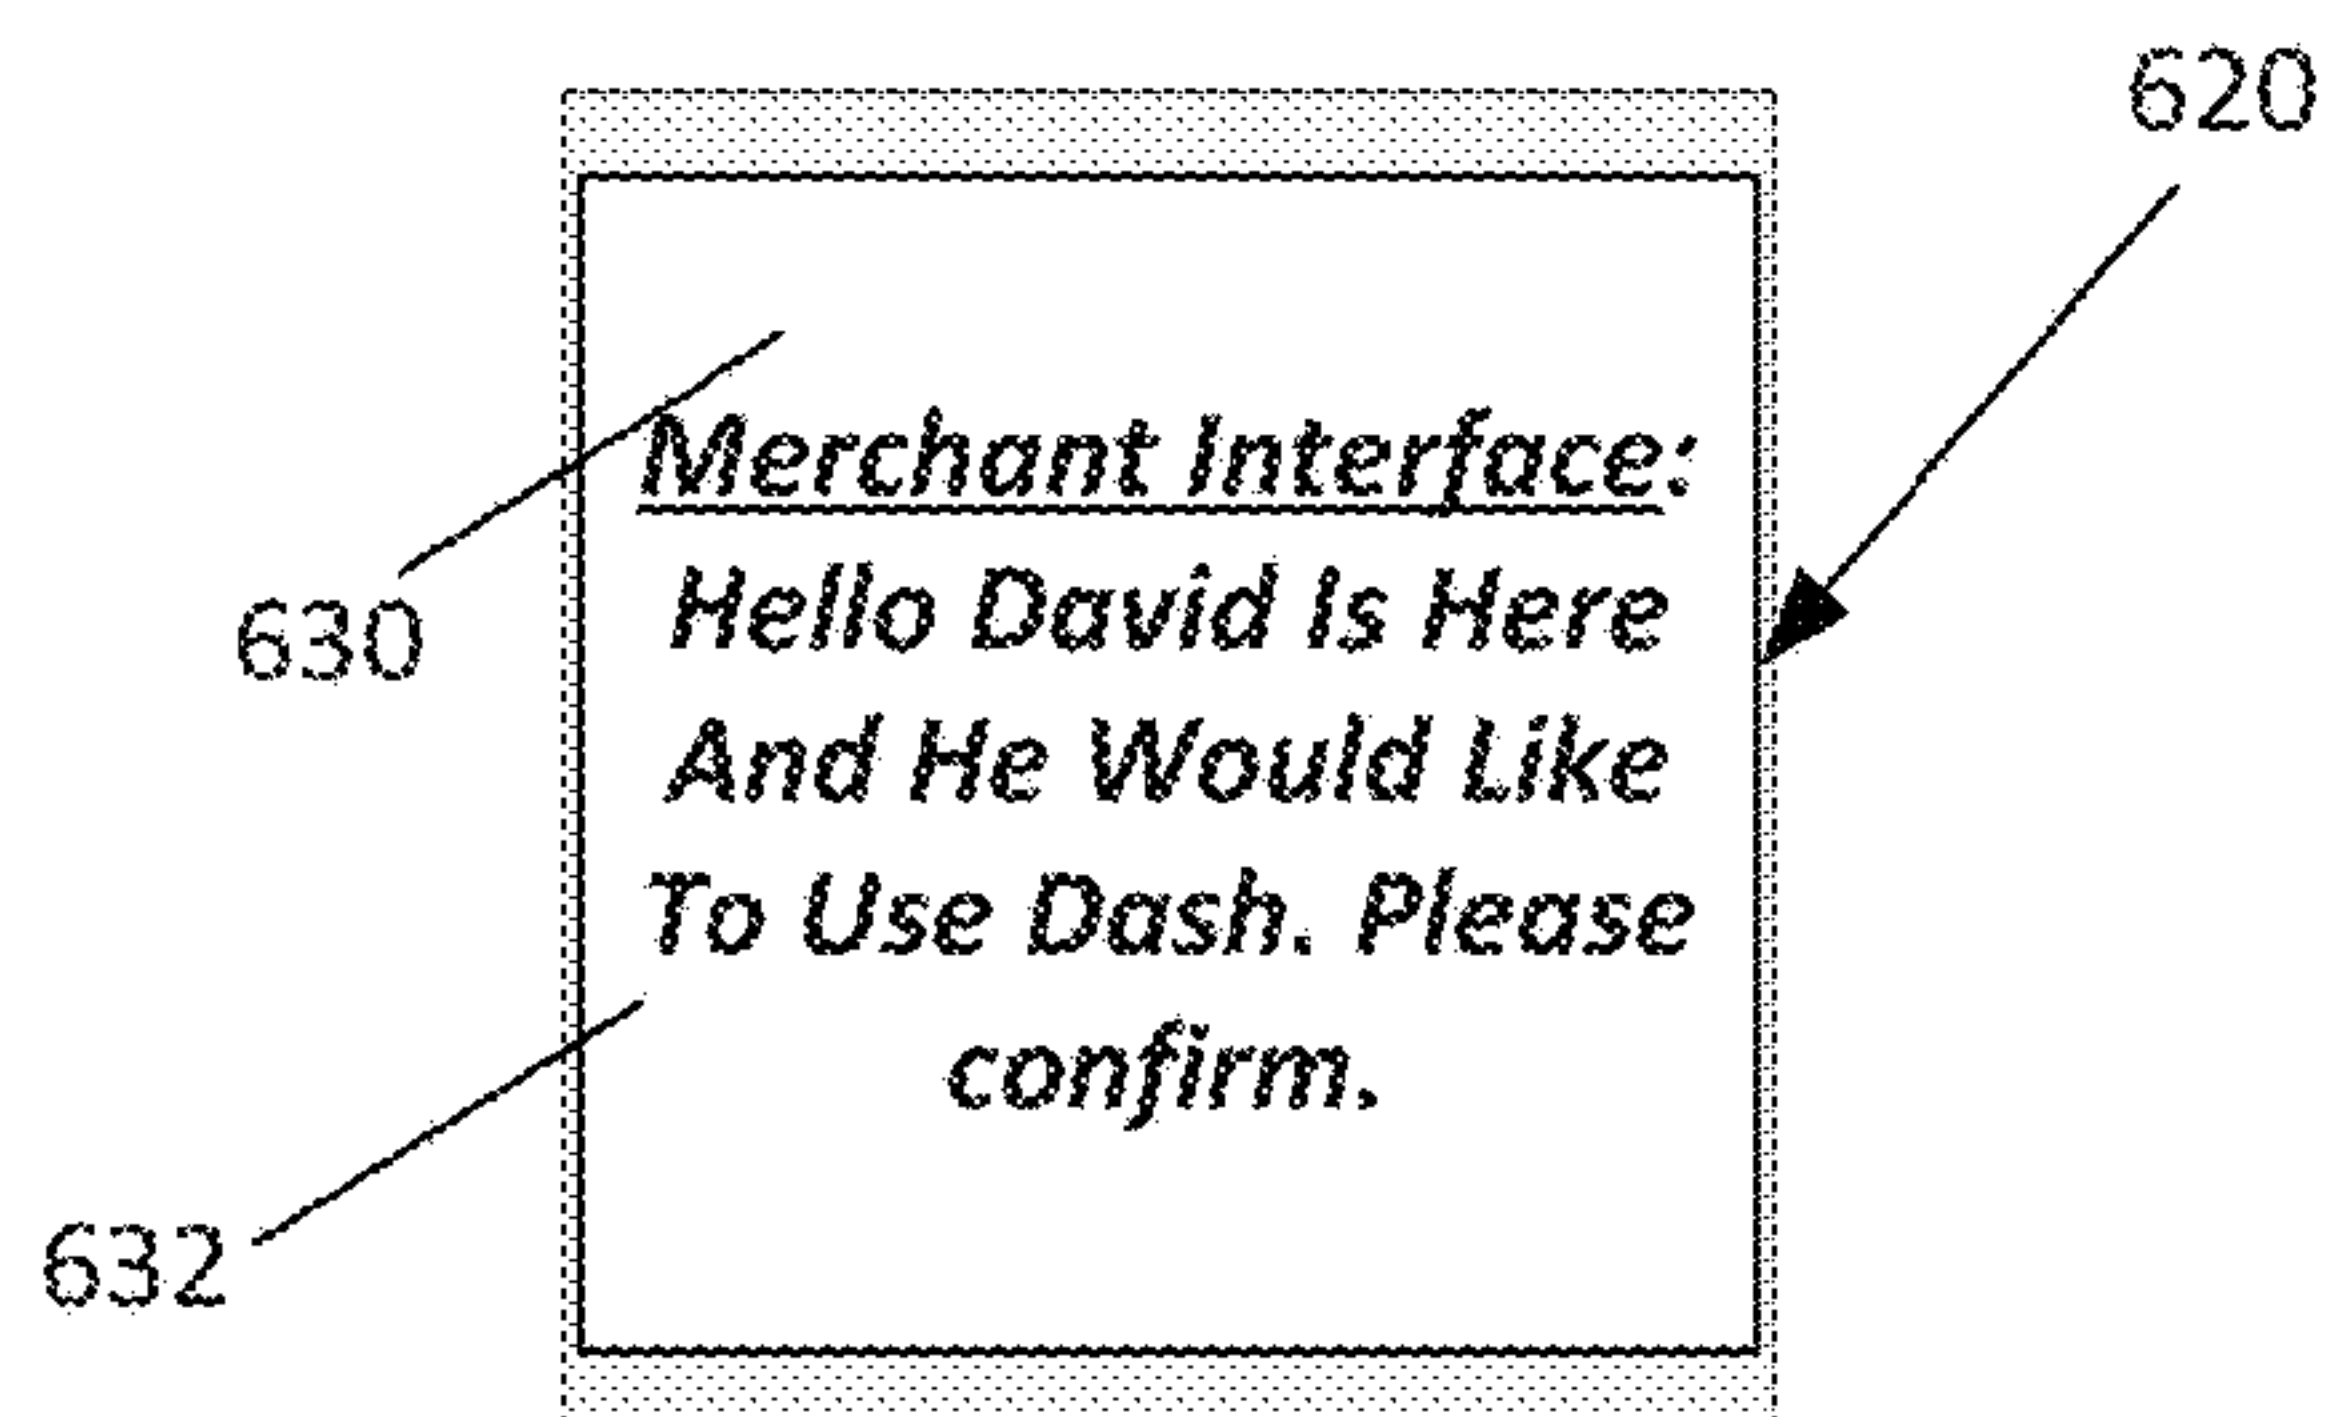 620
Merchant Interface:
Hello David Is Here
630
And He Would Like
To Use Dash. Please
confirm.
632